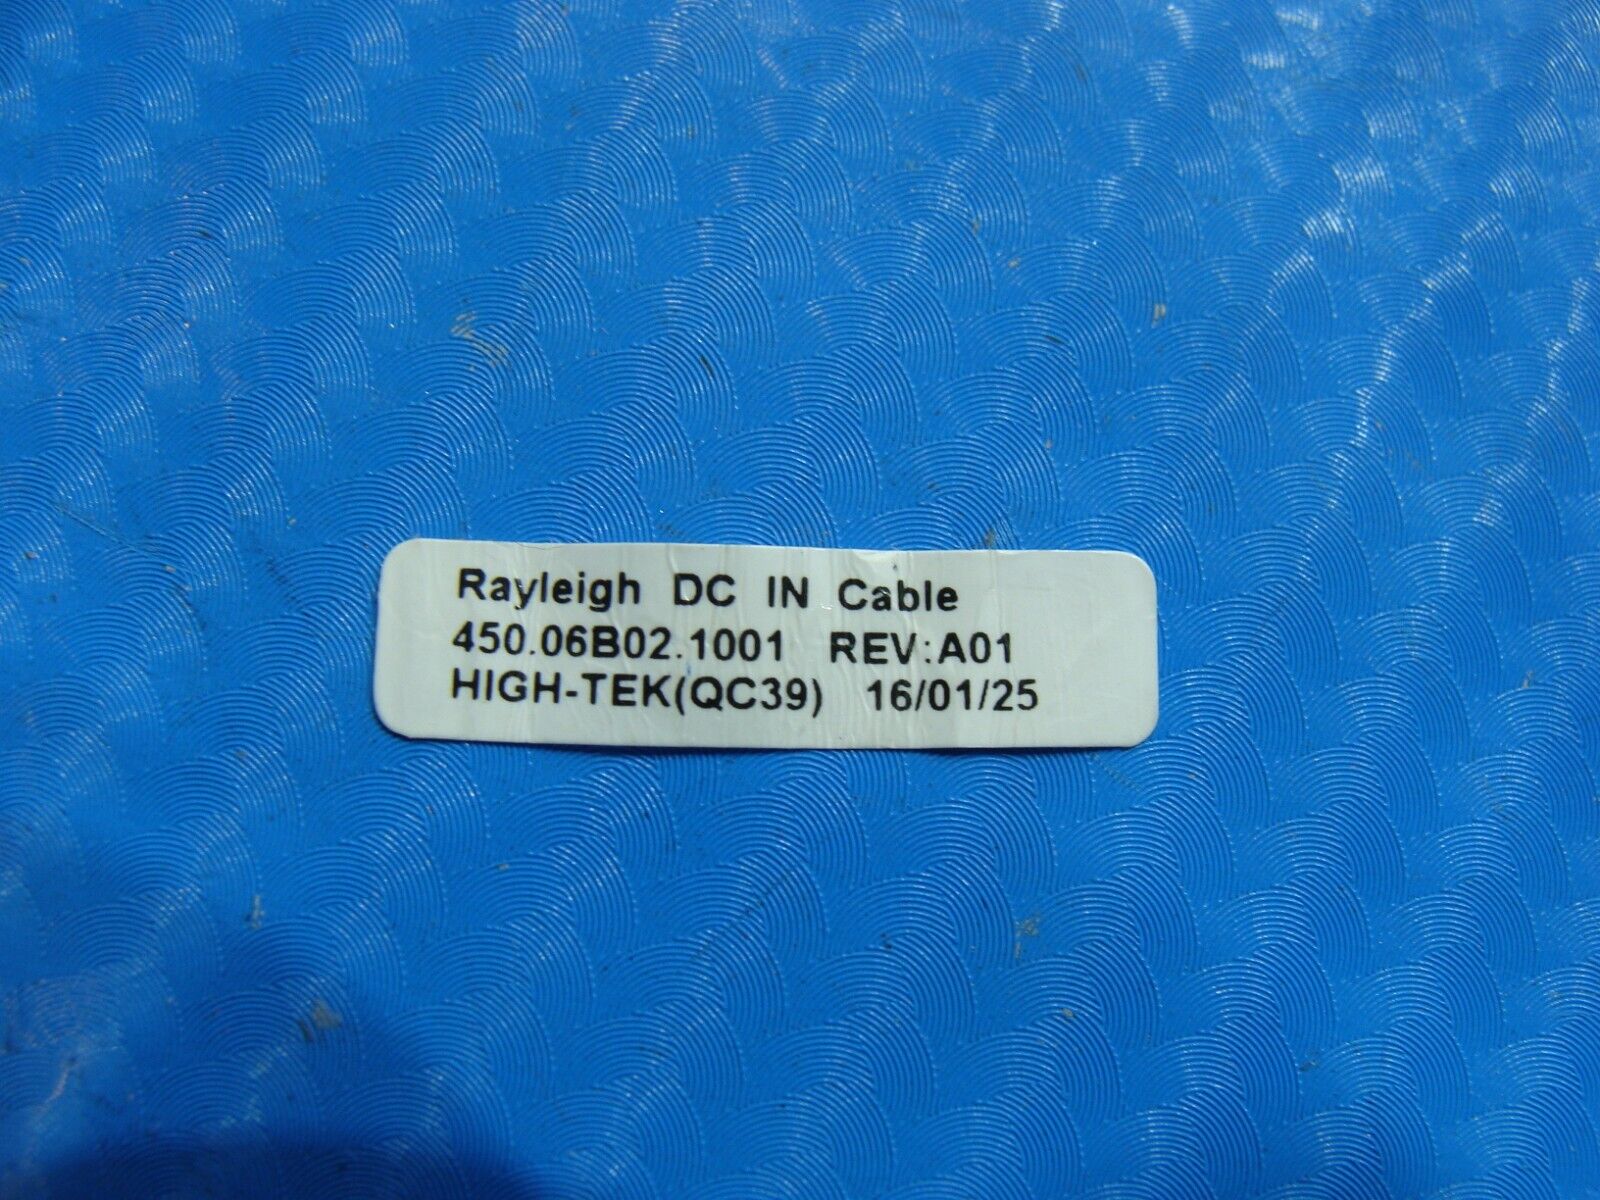 Rayleigh DC IN Cable
450.06B02.1001 REV:A01
HIGH-TEK(QC39) 16/01/25